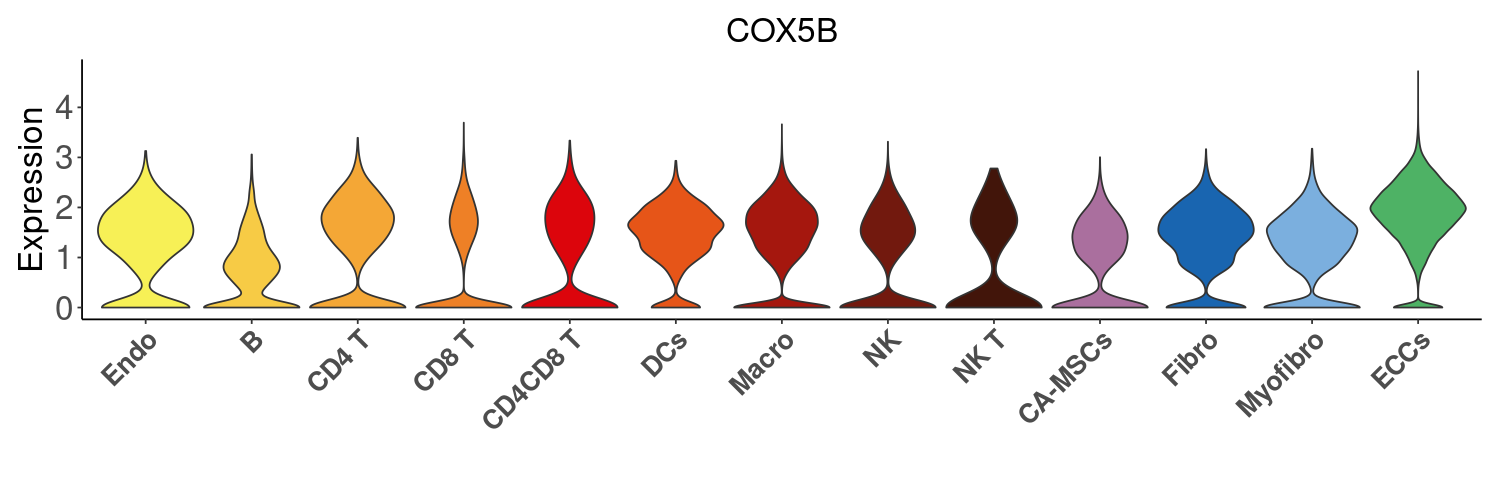 COX5B
Expression
4
3
2
1
0
Endo
B
CD4 T
CD8 T
CD4CD8 T
DCs
Macro
NK
NK T
CA-MSCs
Fibro
Myofibro
ECCs